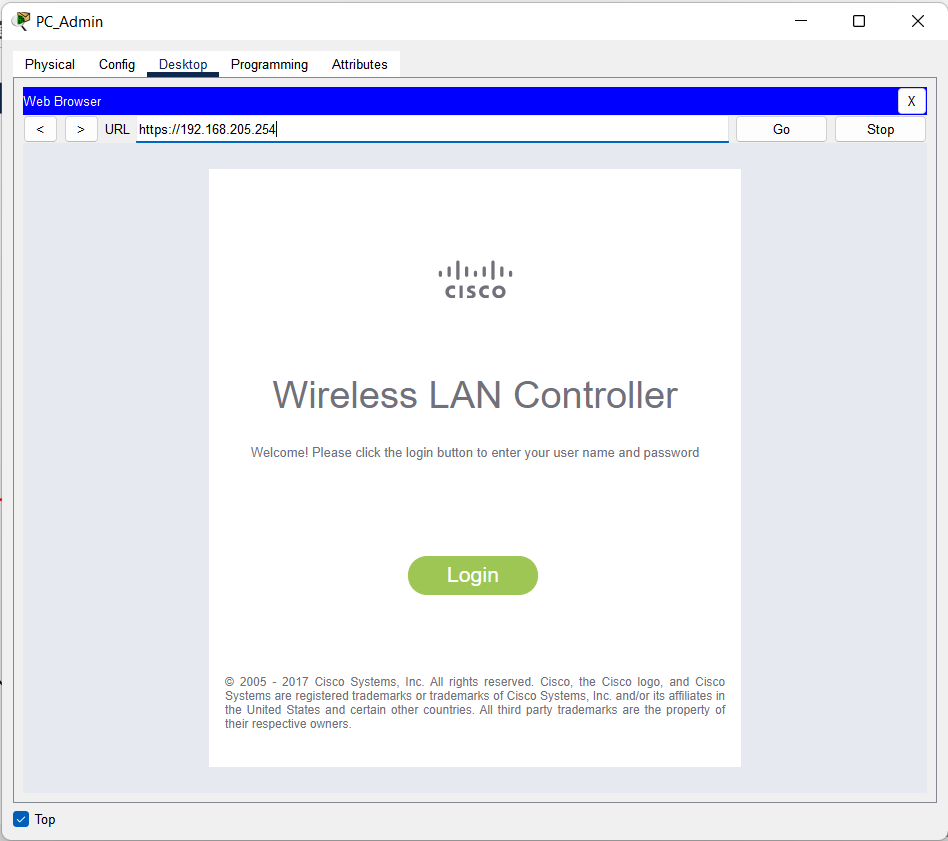 PC_Admin
Physical Config Desktop Programming Attributes
Web Browser X
< > URL https://192.168.205.254 Go Stop
CISCO
Wireless LAN Controller
Welcome! Please click the login button to enter your user name and password
Login
© 2005 - 2017 Cisco Systems, Inc. All rights reserved. Cisco, the Cisco logo, and Cisco
Systems are registered trademarks or trademarks of Cisco Systems, Inc. and/or its affiliates in
the United States and certain other countries. All third party trademarks are the property of
their respective owners.
Top